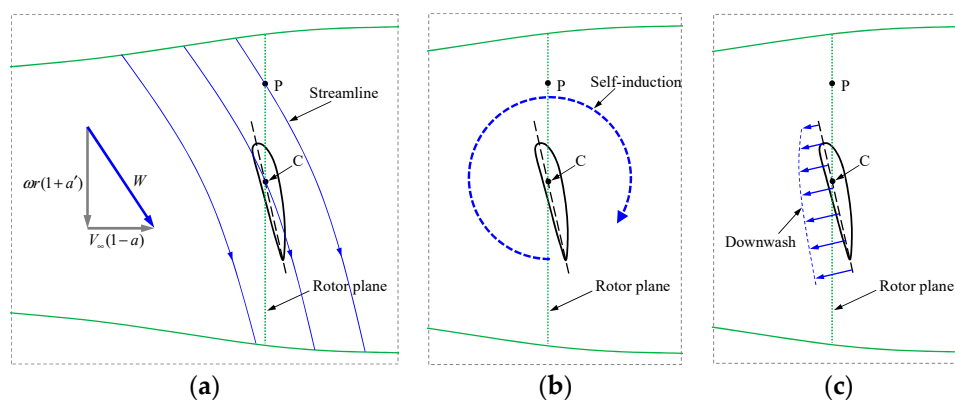 P
Streamline
C
ωr(1+a′)
W
V∞(1−a)
Rotor plane
(a)
P
Self-induction
C
Rotor plane
(b)
P
C
Downwash
Rotor plane
(c)